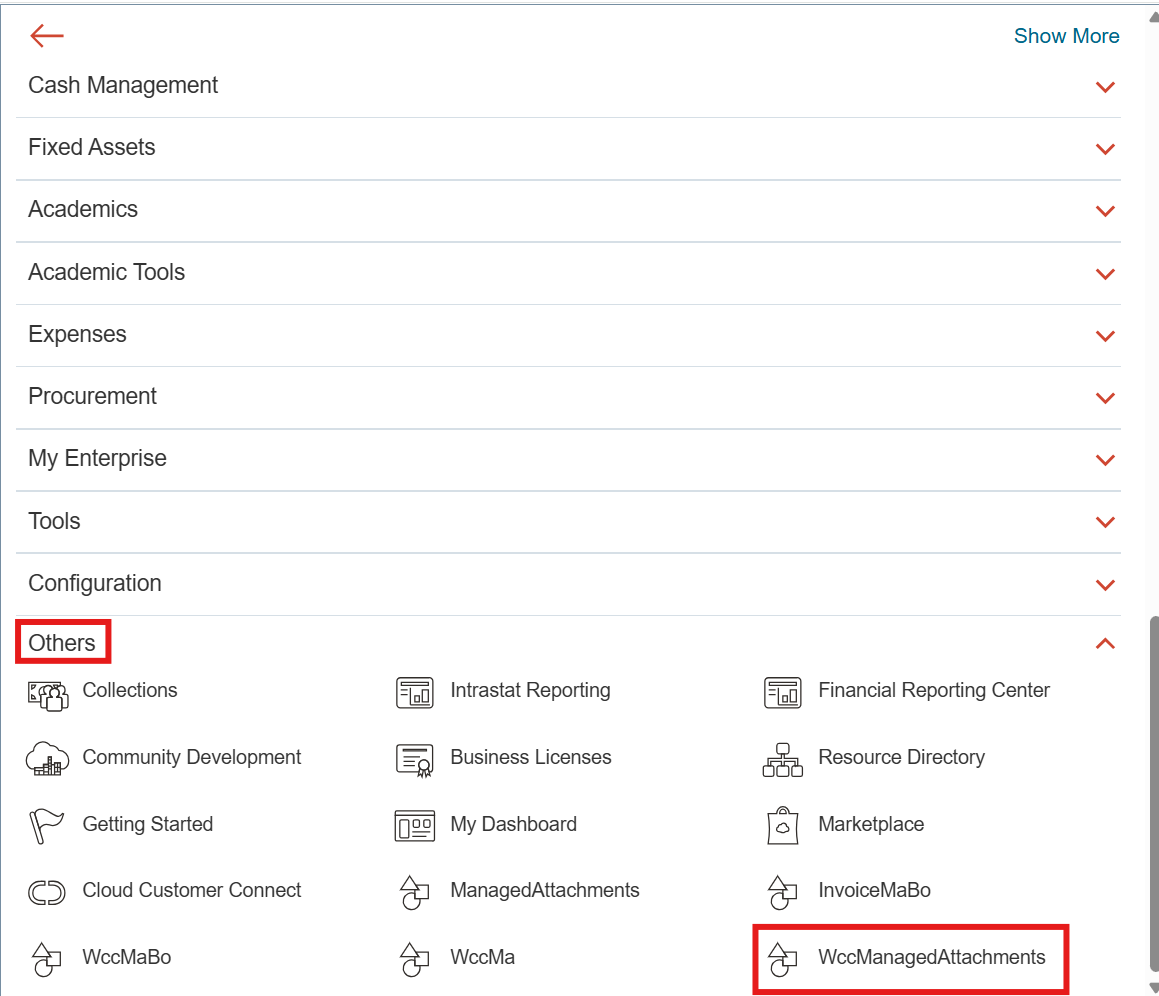 Show More
Cash Management
Fixed Assets
Academics
Academic Tools
Expenses
Procurement
My Enterprise
Tools
Configuration
Others
Collections
Intrastat Reporting
Financial Reporting Center
Community Development
Business Licenses
Resource Directory
Getting Started
My Dashboard
Marketplace
Cloud Customer Connect
ManagedAttachments
InvoiceMaBo
WccMaBo
WccMa
WccManagedAttachments